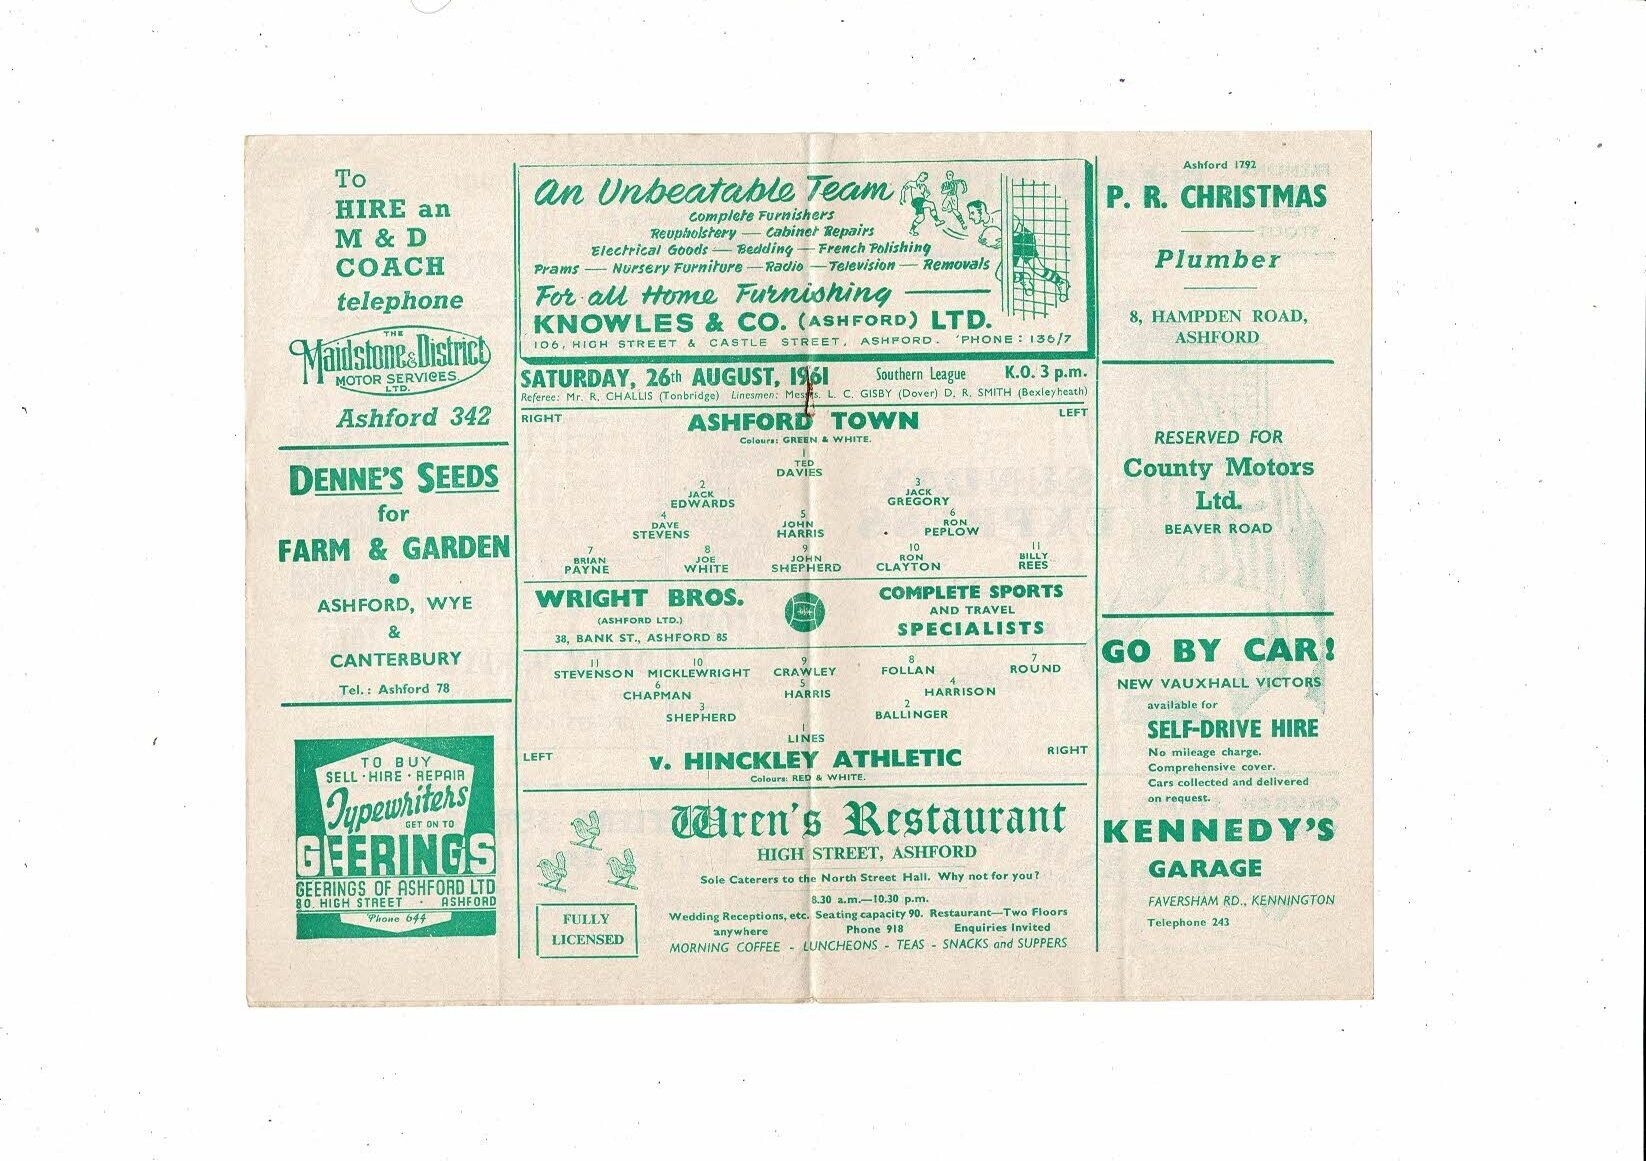 To
HIRE an
M & D
COACH
telephone
THE
Maidstone & District
MOTOR SERVICES
LTD.
Ashford 342
DENNE'S SEEDS
for
FARM & GARDEN
ASHFORD, WYE
&
CANTERBURY
Tel.: Ashford 78
TO BUY
SELL · HIRE · REPAIR
Typewriters
GET ON TO
GEERINGS
GEERINGS OF ASHFORD LTD
80, HIGH STREET · ASHFORD
'Phone 644
An Unbeatable Team
Complete Furnishers
Reupholstery — Cabinet Repairs
Electrical Goods — Bedding — French Polishing
Prams — Nursery Furniture — Radio — Television — Removals
For all Home Furnishing
KNOWLES & CO. (ASHFORD) LTD.
106, HIGH STREET & CASTLE STREET, ASHFORD. 'PHONE : 136/7
SATURDAY, 26th AUGUST, 1961 Southern League K.O. 3 p.m.
Referee: Mr. R. CHALLIS (Tonbridge) Linesmen: Messrs. L. C. GISBY (Dover) D. R. SMITH (Bexleyheath)
RIGHT ASHFORD TOWN LEFT
Colours: GREEN & WHITE.
1
TED
DAVIES
2 3
JACK JACK
EDWARDS GREGORY
4 5 6
DAVE JOHN RON
STEVENS HARRIS PEPLOW
7 8 9 10 11
BRIAN JOE JOHN RON BILLY
PAYNE WHITE SHEPHERD CLAYTON REES
WRIGHT BROS.
(ASHFORD LTD.)
38, BANK ST., ASHFORD 85
COMPLETE SPORTS
AND TRAVEL
SPECIALISTS
11 10 9 8 7
STEVENSON MICKLEWRIGHT CRAWLEY FOLLAN ROUND
6 5 4
CHAPMAN HARRIS HARRISON
3 2
SHEPHERD BALLINGER
1
LINES
LEFT v. HINCKLEY ATHLETIC RIGHT
Colours: RED & WHITE.
Wren's Restaurant
HIGH STREET, ASHFORD
Sole Caterers to the North Street Hall. Why not for you?
8.30 a.m.—10.30 p.m.
Wedding Receptions, etc. Seating capacity 90. Restaurant—Two Floors
anywhere Phone 918 Enquiries Invited
MORNING COFFEE - LUNCHEONS - TEAS - SNACKS and SUPPERS
FULLY
LICENSED
Ashford 1792
P. R. CHRISTMAS
Plumber
8, HAMPDEN ROAD,
ASHFORD
RESERVED FOR
County Motors
Ltd.
BEAVER ROAD
GO BY CAR!
NEW VAUXHALL VICTORS
available for
SELF-DRIVE HIRE
No mileage charge.
Comprehensive cover.
Cars collected and delivered
on request.
KENNEDY'S
GARAGE
FAVERSHAM RD., KENNINGTON
Telephone 243